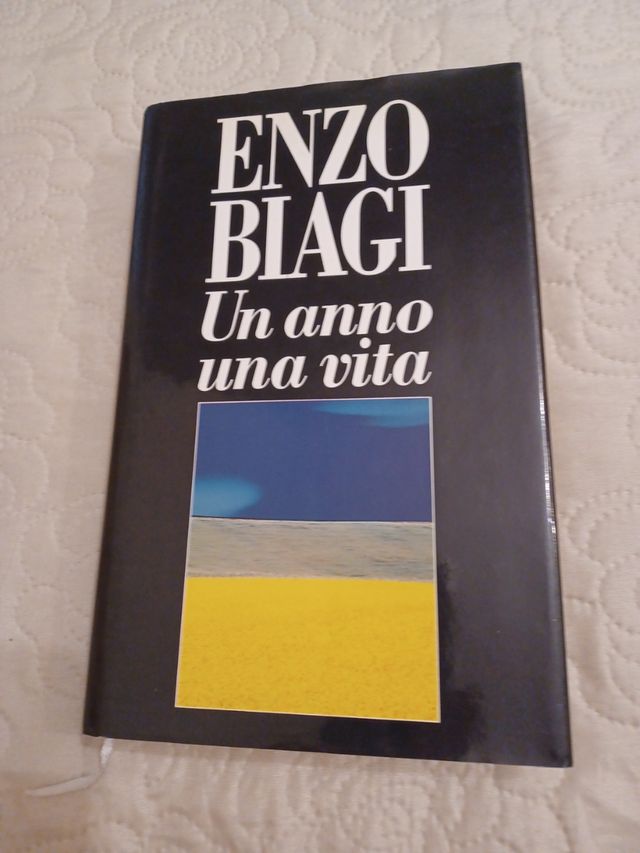 ENZO
BIAGI
Un anno
una vita